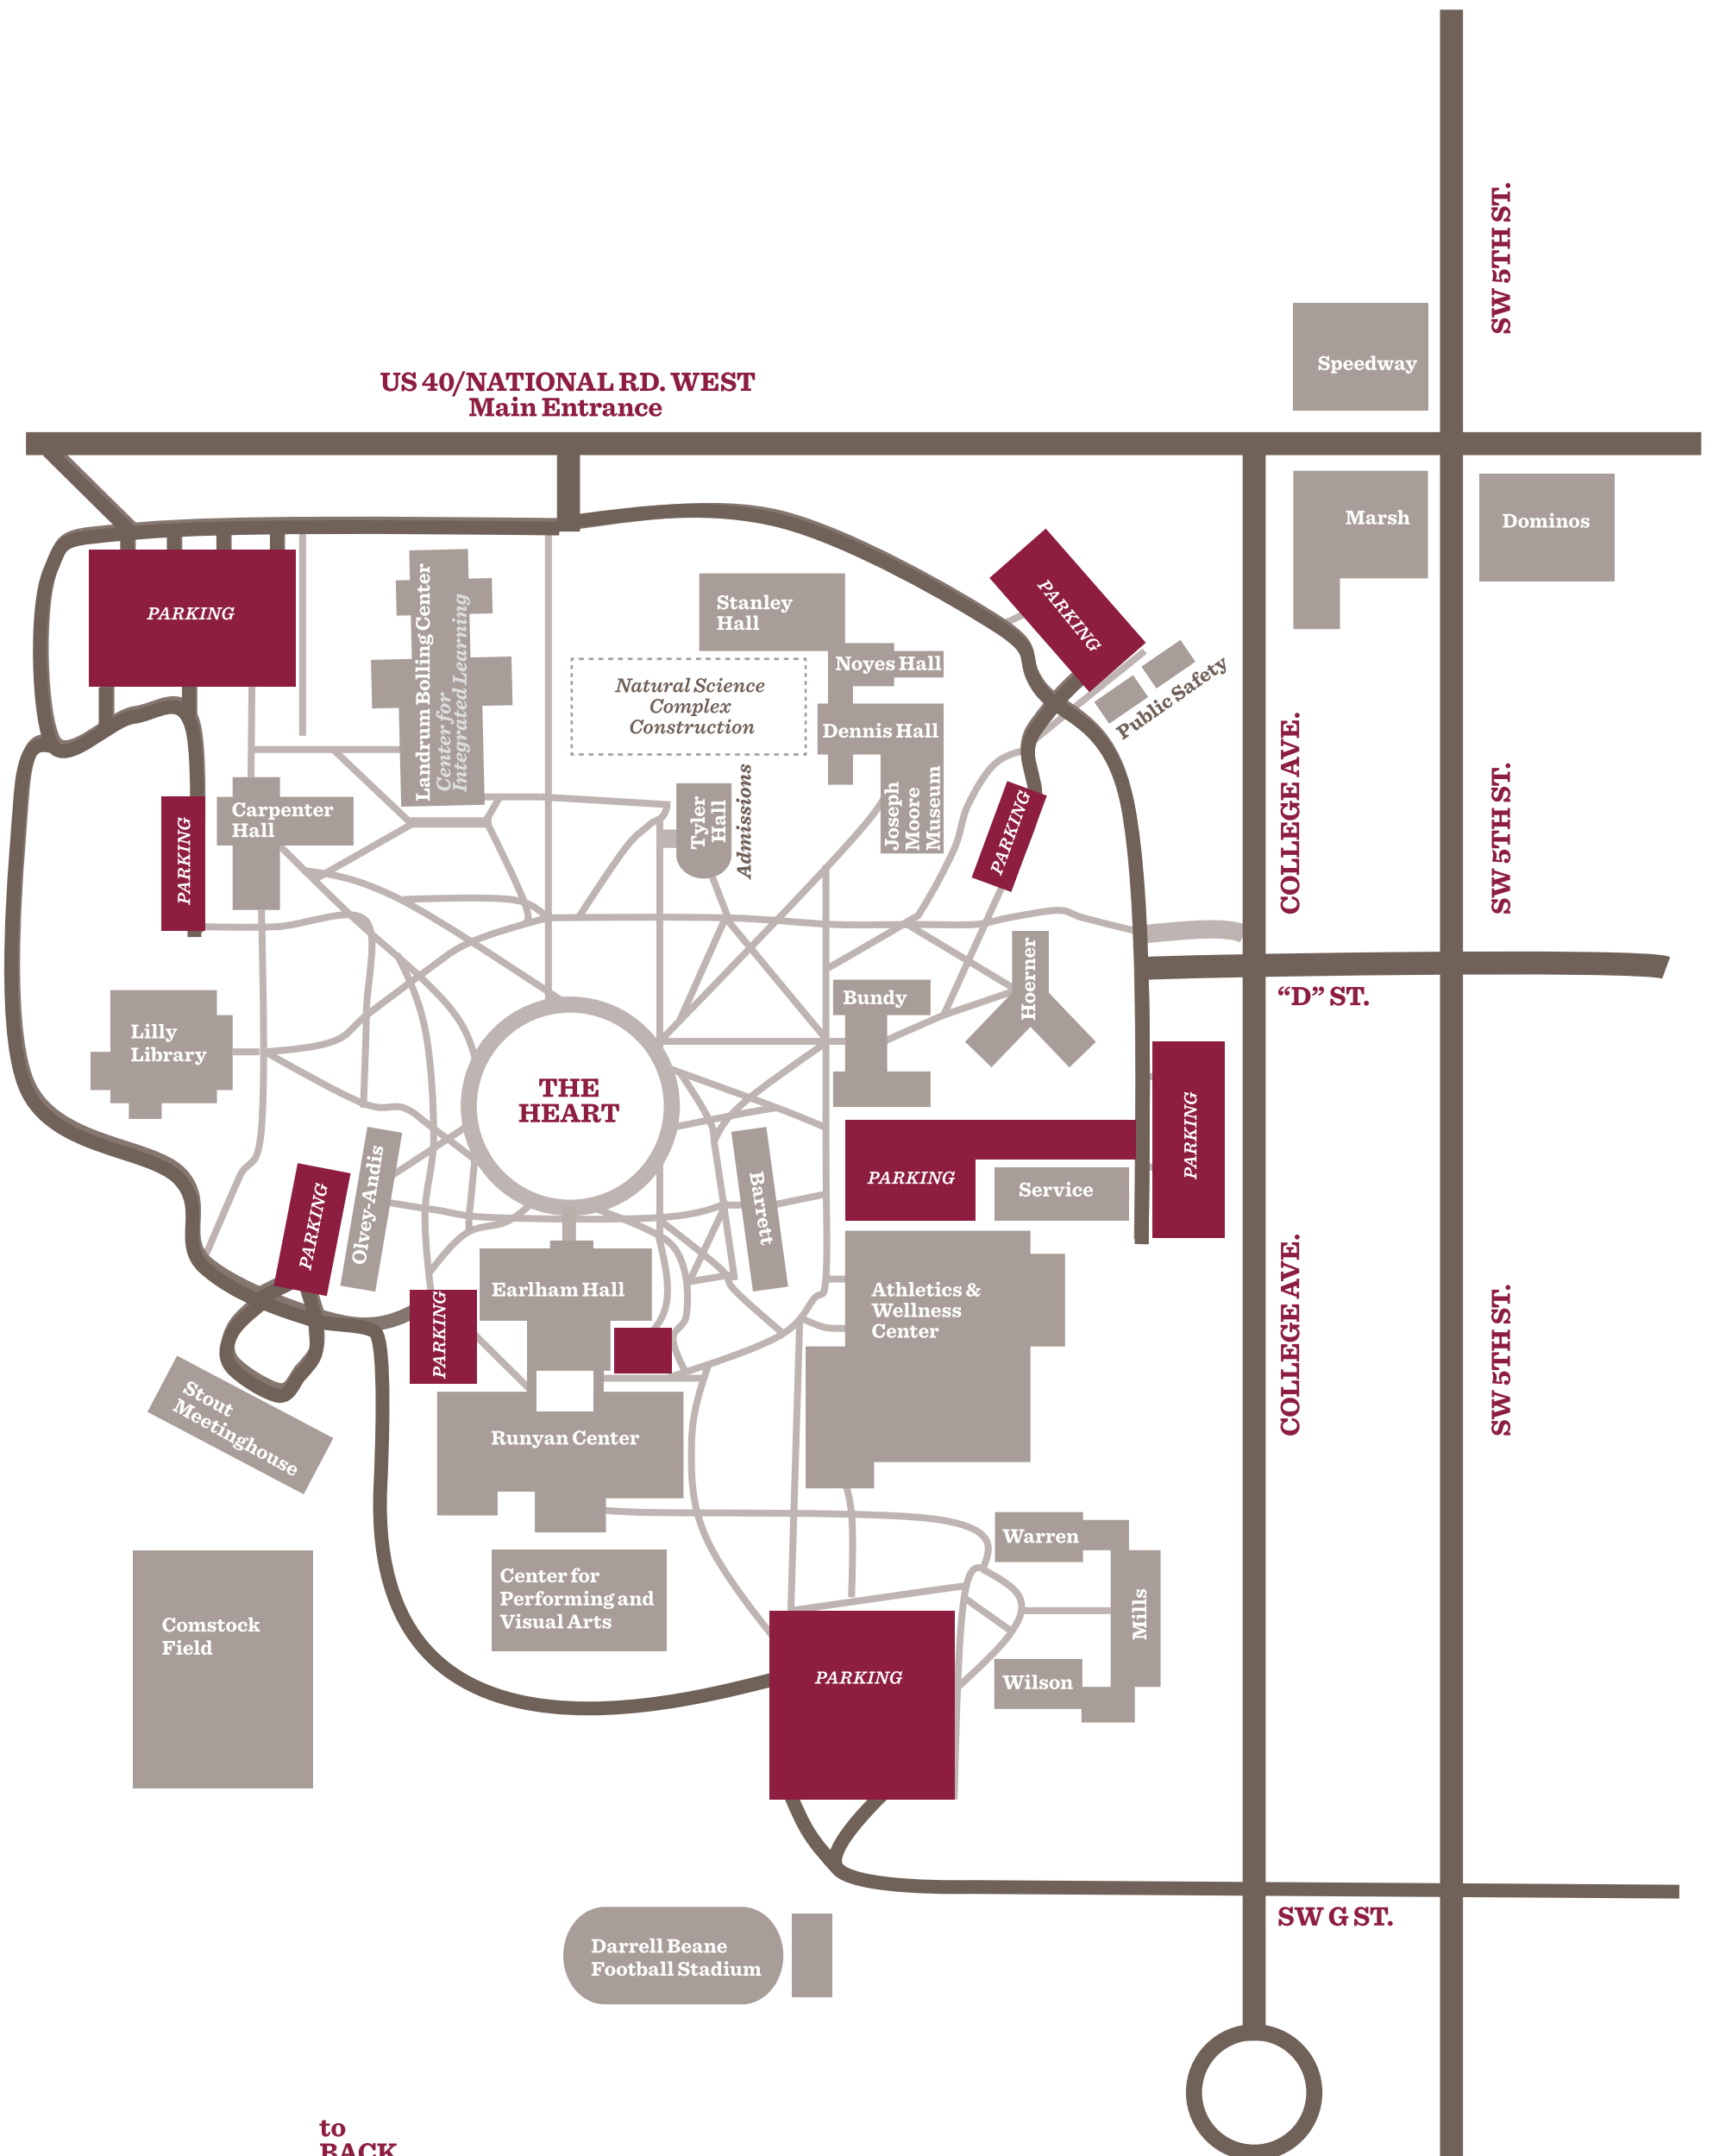 SW 5TH ST.
Speedway
US 40/NATIONAL RD. WEST
Main Entrance
Marsh
Dominos
PARKING
Landrum Bolling Center
Center for
Integrated Learning
Stanley
Hall
Noyes Hall
Natural Science
Complex
Construction
Dennis Hall
Joseph
Moore
Museum
PARKING
Public Safety
COLLEGE AVE.
SW 5TH ST.
Carpenter
Hall
PARKING
Tyler
Hall
Admissions
PARKING
Hoerner
Bundy
"D" ST.
Lilly
Library
THE
HEART
PARKING
Olvey-Andis
Barrett
PARKING
Service
PARKING
COLLEGE AVE.
SW 5TH ST.
Earlham Hall
PARKING
Athletics &
Wellness
Center
Stout
Meetinghouse
Runyan Center
Warren
Mills
Wilson
Center for
Performing and
Visual Arts
Comstock
Field
PARKING
SW G ST.
Darrell Beane
Football Stadium
to
BACK